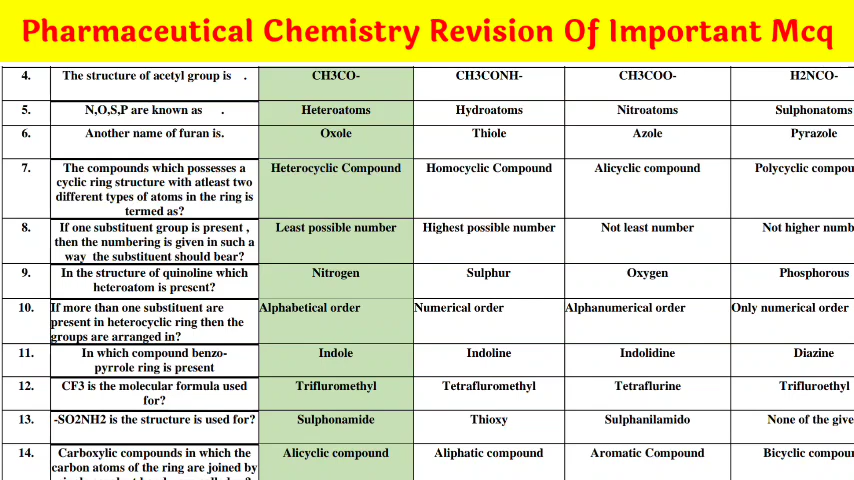 Pharmaceutical Chemistry Revision Of Important Mcq
4. The structure of acetyl group is . CH3CO- CH3CONH- CH3COO- H2NCO-
5. N,O,S,P are known as . Heteroatoms Hydroatoms Nitroatoms Sulphonatoms
6. Another name of furan is. Oxole Thiole Azole Pyrazole
7. The compounds which possesses a Heterocyclic Compound Homocyclic Compound Alicyclic compound Polycyclic
cyclic ring structure with atleast two
different types of atoms in the ring is
termed as?
8. If one substituent group is present , Least possible number Highest possible number Not least number Not higher
then the numbering is given in such a
way the substituent should bear?
9. In the structure of quinoline which Nitrogen Sulphur Oxygen Phosphorous
heteroatom is present?
10. If more than one substituent are Alphabetical order Numerical order Alphanumerical order Only numerical order
present in heterocyclic ring then the
groups are arranged in?
11. In which compound benzo- Indole Indoline Indolidine Diazine
pyrrole ring is present
12. CF3 is the molecular formula used Trifluromethyl Tetrafluromethyl Tetraflurine Trifluroethyl
for?
13. -SO2NH2 is the structure is used for? Sulphonamide Thioxy Sulphanilamido None of the give
14. Carboxylic compounds in which the Alicyclic compound Aliphatic compound Aromatic Compound Bicyclic
carbon atoms of the ring are joined by